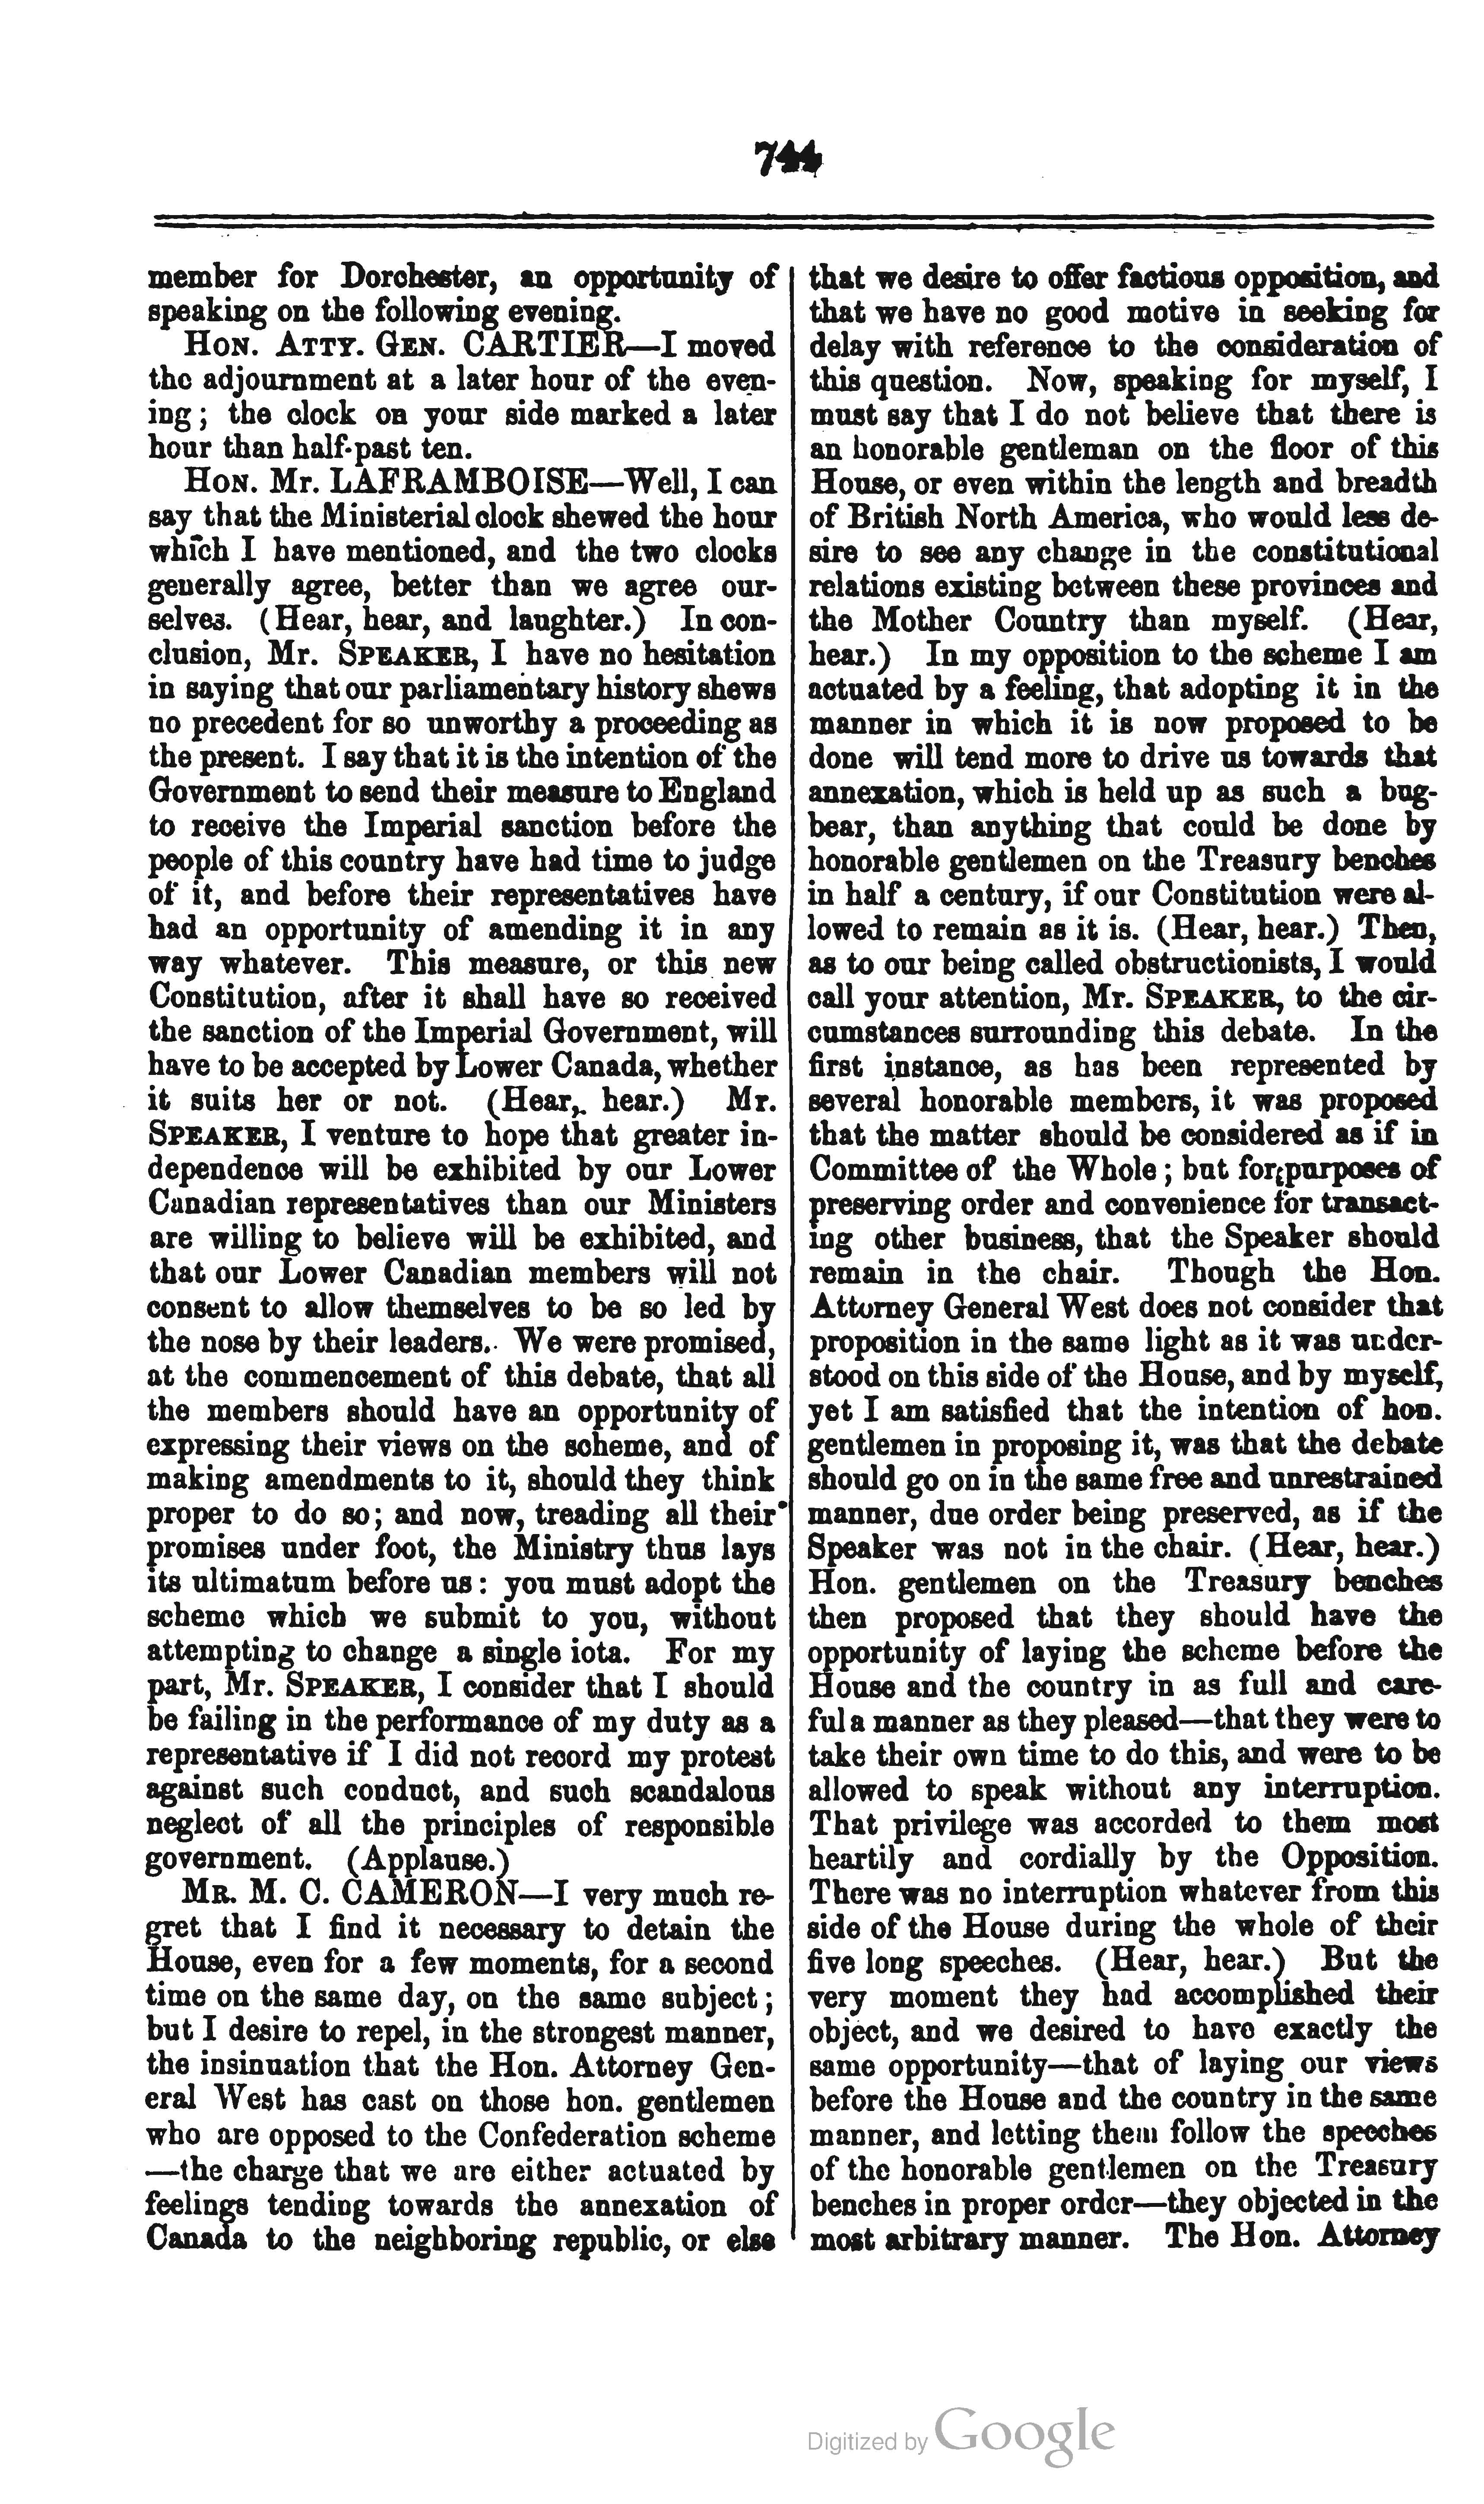 744
member for Dorchester, an opportunity of
speaking on the following evening.
HON. ATTY. GEN. CARTIER—I moved
the adjournment at a later hour of the even-
ing; the clock on your side marked a later
hour than half-past ten.
HON. Mr. LAFRAMBOISE—Well, I can
say that the Ministerial clock shewed the hour
which I have mentioned, and the two clocks
generally agree, better than we agree our-
selves. (Hear, hear, and laughter.) In con-
clusion, Mr. SPEAKER, I have no hesitation
in saying that our parliamentary history shews
no precedent for so unworthy a proceeding as
the present. I say that it is the intention of the
Government to send their measure to England
to receive the Imperial sanction before the
people of this country have had time to judge
of it, and before their representatives have
had an opportunity of amending it in any
way whatever. This measure, or this new
Constitution, after it shall have so received
the sanction of the Imperial Government, will
have to be accepted by Lower Canada, whether
it suits her or not. (Hear, hear.) Mr.
SPEAKER, I venture to hope that greater in-
dependence will be exhibited by our Lower
Canadian representatives than our Ministers
are willing to believe will be exhibited, and
that our Lower Canadian members will not
consent to allow themselves to be so led by
the nose by their leaders. We were promised,
at the commencement of this debate, that all
the members should have an opportunity of
expressing their views on the scheme, and of
making amendments to it, should they think
proper to do so; and now, treading all their
promises under foot, the Ministry thus lays
its ultimatum before us: you must adopt the
scheme which we submit to you, without
attempting to change a single iota. For my
part, Mr. SPEAKER, I consider that I should
be failing in the performance of my duty as a
representative if I did not record my protest
against such conduct, and such scandalous
neglect of all the principles of responsible
government. (Applause.)
MR. M. C. CAMERON—I very much re-
gret that I find it necessary to detain the
House, even for a few moments, for a second
time on the same day, on the same subject;
but I desire to repel, in the strongest manner,
the insinuation that the Hon. Attorney Gen-
eral West has cast on those hon. gentlemen
who are opposed to the Confederation scheme
—the charge that we are either actuated by
feelings tending towards the annexation of
Canada to the neighboring republic, or else
that we desire to offer factious opposition, and
that we have no good motive in seeking for
delay with reference to the consideration of
this question. Now, speaking for myself, I
must say that I do not believe that there is
an honorable gentleman on the floor of this
House, or even within the length and breadth
of British North America, who would less de-
sire to see any change in the constitutional
relations existing between these provinces and
the Mother Country than myself. (Hear,
hear.) In my opposition to the scheme I am
actuated by a feeling, that adopting it in the
manner in which it is now proposed to be
done will tend more to drive us towards that
annexation, which is held up as such a bug-
bear, than anything that could be done by
honorable gentlemen on the Treasury benches
in half a century, if our Constitution were al-
lowed to remain as it is. (Hear, hear.) Then,
as to our being called obstructionists, I would
call your attention, Mr. SPEAKER, to the cir-
cumstances surrounding this debate. In the
first instance, as has been represented by
several honorable members, it was proposed
that the matter should be considered as if in
Committee of the Whole; but for purposes of
preserving order and convenience for transact-
ing other business, that the Speaker should
remain in the chair. Though the Hon.
Attorney General West does not consider that
proposition in the same light as it was under-
stood on this side of the House, and by myself,
yet I am satisfied that the intention of hon.
gentlemen in proposing it, was that the debate
should go on in the same free and unrestrained
manner, due order being preserved, as if the
Speaker was not in the chair. (Hear, hear.)
Hon. gentlemen on the Treasury benches
then proposed that they should have the
opportunity of laying the scheme before the
House and the country in as full and care-
ful a manner as they pleased—that they were to
take their own time to do this, and were to be
allowed to speak without any interruption.
That privilege was accorded to them most
heartily and cordially by the Opposition.
There was no interruption whatever from this
side of the House during the whole of their
five long speeches. (Hear, hear.) But the
very moment they had accomplished their
object, and we desired to have exactly the
same opportunity—that of laying our views
before the House and the country in the same
manner, and letting them follow the speeches
of the honorable gentlemen on the Treasury
benches in proper order—they objected in the
most arbitrary manner. The Hon. Attorney
Digitized by Google